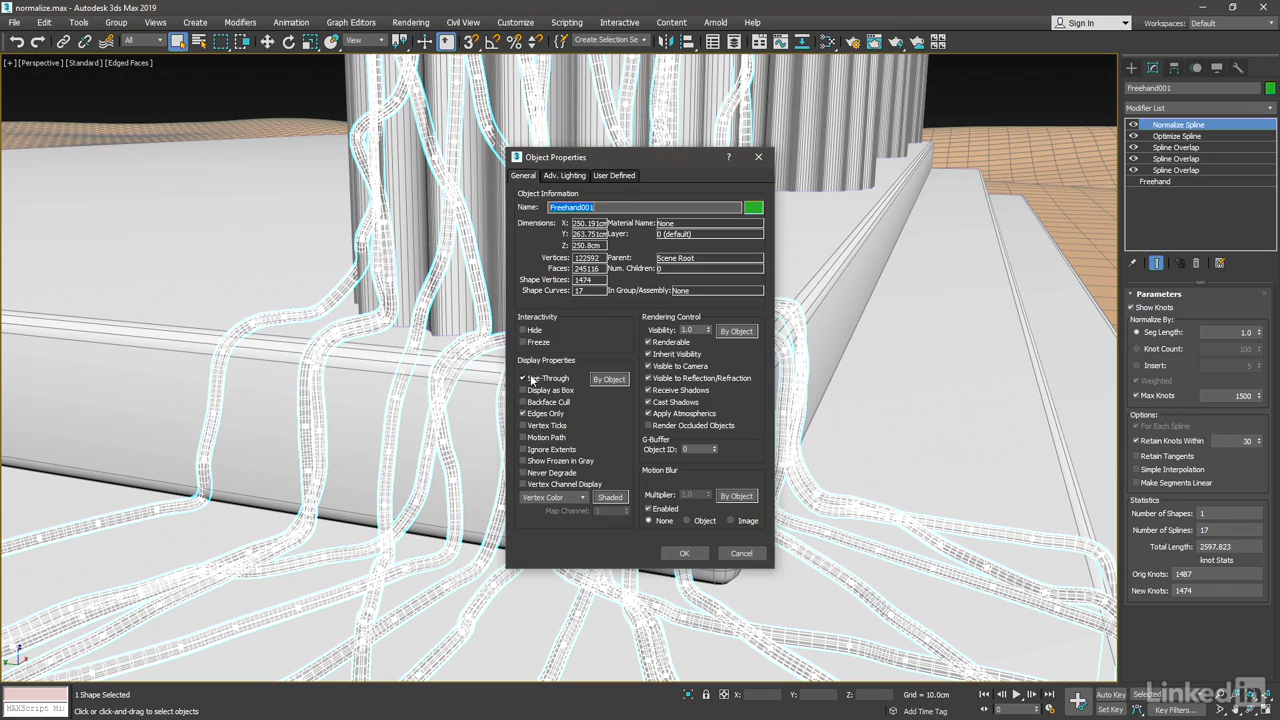 normalize.max - Autodesk 3ds Max 2019
File Edit Tools Group Views Create Modifiers Animation Graph Editors Rendering Civil View Customize Scripting Interactive Content Arnold Help
Sign In Workspaces: Default
All View Create Selection Se
[+] [Perspective] [Standard] [Edged Faces]
Freehand001
Modifier List
Normalize Spline
Optimize Spline
Spline Overlap
Spline Overlap
Spline Overlap
Freehand
Object Properties ?
General Adv. Lighting User Defined
Object Information
Name: Freehand001
Dimensions: X: 250.191cm Material Name: None
Y: 263.751cm Layer: 0 (default)
Z: 250.8cm
Vertices: 122592 Parent: Scene Root
Faces: 245116 Num. Children: 0
Shape Vertices: 1474
Shape Curves: 17 In Group/Assembly: None
Interactivity
Hide
Freeze
Display Properties
By Object
Display as Box
Backface Cull
Edges Only
Vertex Ticks
Motion Path
Ignore Extents
Show Frozen in Gray
Never Degrade
Vertex Channel Display
Vertex Color Shaded
Map Channel: 1
Rendering Control
Visibility: 1.0 By Object
Renderable
Inherit Visibility
Visible to Camera
Visible to Reflection/Refraction
Receive Shadows
Cast Shadows
Apply Atmospherics
Render Occluded Objects
G-Buffer
Object ID: 0
Motion Blur
Multiplier: 1.0 By Object
Enabled
None Object Image
OK Cancel
Parameters
Show Knots
Normalize By:
Seg Length: 1.0
Knot Count: 100
Insert: 5
Weighted
Max Knots 1500
Options:
For Each Spline
Retain Knots Within 30
Retain Tangents
Simple Interpolation
Make Segments Linear
Statistics
Number of Shapes: 1
Number of Splines: 17
Total Length: 2597.823
knot Stats
Orig Knots: 1487
New Knots: 1474
1 Shape Selected X: Y: Z: Grid = 10.0cm Auto Key Selected
MAXScript Mi Click or click-and-drag to select objects Add Time Tag 0 Set Key Key Filters...
Linked in